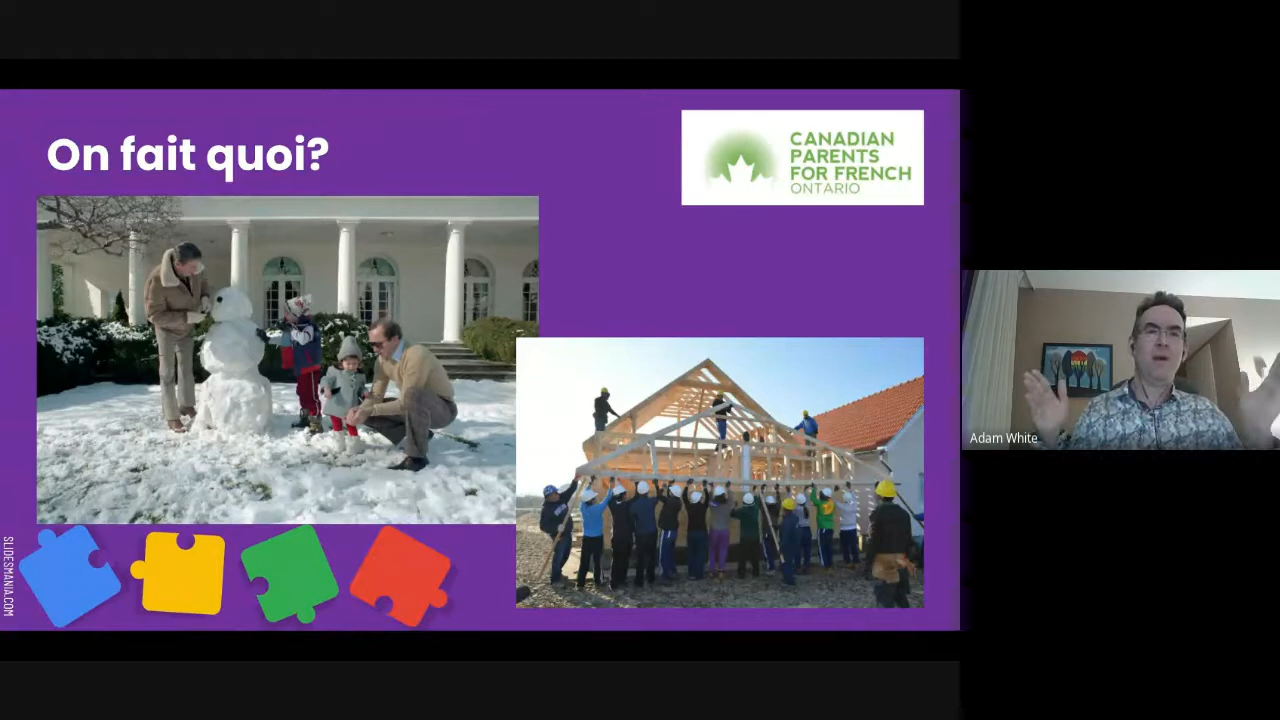 On fait quoi?
CANADIAN
PARENTS
FOR FRENCH
ONTARIO
SLIDESMANIA.COM
Adam White